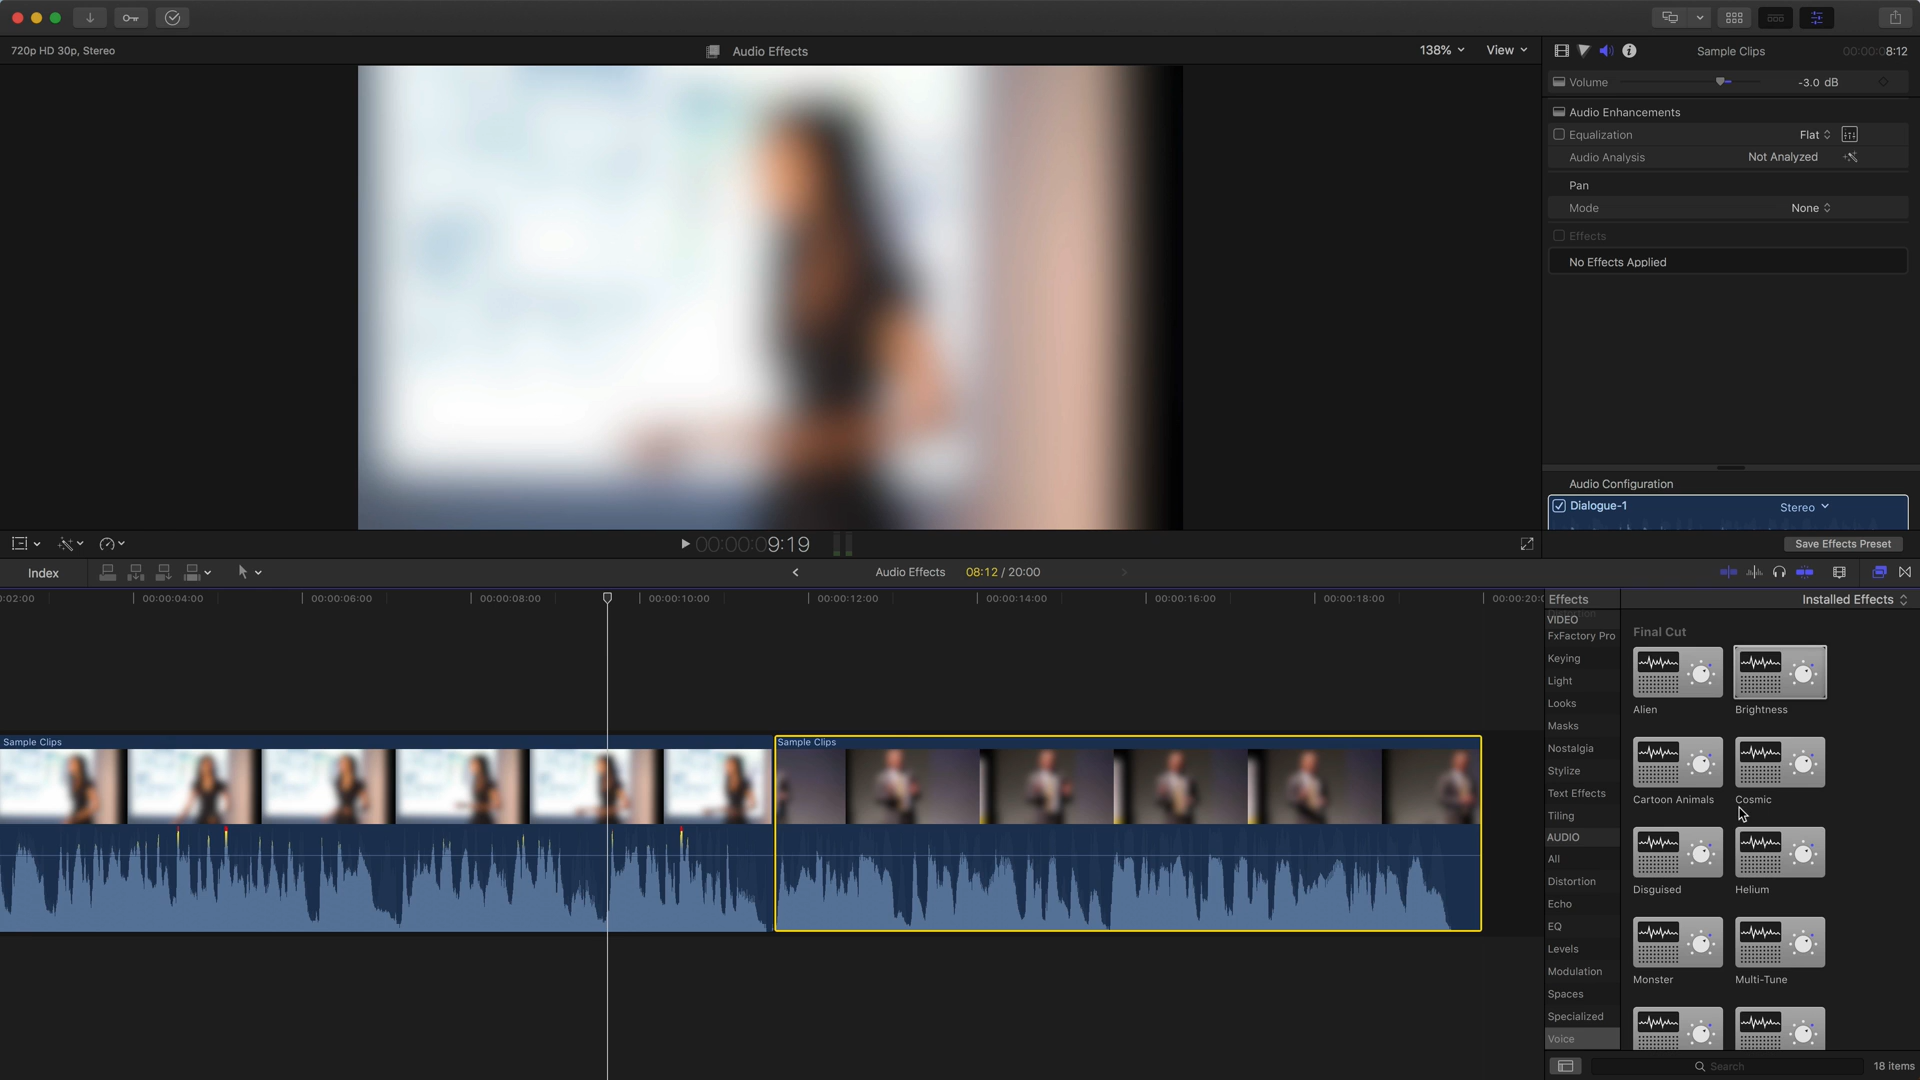 720p HD 30p, Stereo
Audio Effects
138%
View
Sample Clips
00:00:08:12
Volume
-3.0 dB
Audio Enhancements
Equalization
Flat
Audio Analysis
Not Analyzed
Pan
Mode
None
Effects
No Effects Applied
Audio Configuration
Dialogue-1
Stereo
00:00:09:19
Save Effects Preset
Index
Audio Effects
08:12 / 20:00
:02:00
00:00:04:00
00:00:06:00
00:00:08:00
00:00:10:00
00:00:12:00
00:00:14:00
00:00:16:00
00:00:18:00
00:00:20:0
Effects
Installed Effects
VIDEO
FxFactory Pro
Keying
Light
Looks
Masks
Nostalgia
Stylize
Text Effects
Tiling
AUDIO
All
Distortion
Echo
EQ
Levels
Modulation
Spaces
Specialized
Voice
Final Cut
Alien
Brightness
Cartoon Animals
Cosmic
Disguised
Helium
Monster
Multi-Tune
Sample Clips
Sample Clips
Search
18 items